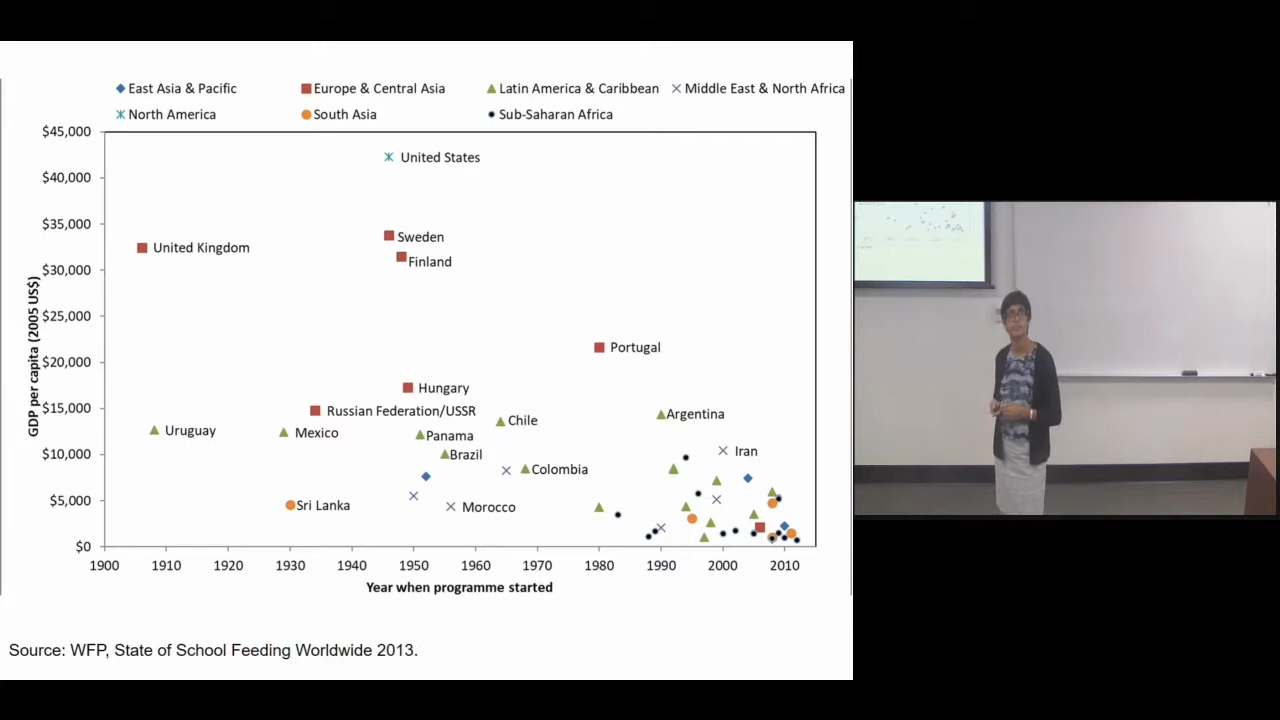 East Asia & Pacific Europe & Central Asia Latin America & Caribbean Middle East & North Africa
North America South Asia Sub-Saharan Africa
$45,000
United States
$40,000
$35,000
Sweden
United Kingdom
Finland
$30,000
$25,000
$20,000
Portugal
Hungary
$15,000
Russian Federation/USSR
Argentina
Chile
Uruguay
Mexico
Panama
$10,000
Brazil
Iran
Colombia
$5,000
Sri Lanka
Morocco
$0
GDP per capita (2005 US$)
1900 1910 1920 1930 1940 1950 1960 1970 1980 1990 2000 2010
Year when programme started
Source: WFP, State of School Feeding Worldwide 2013.